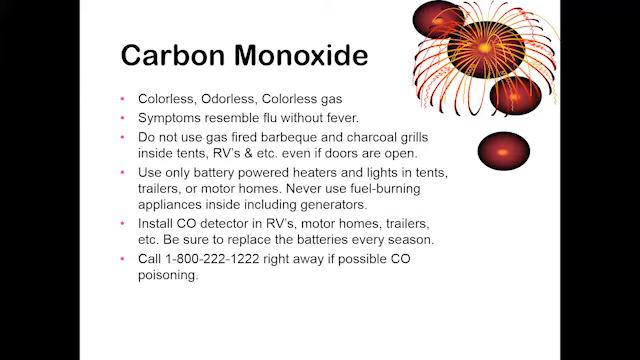 Carbon Monoxide
• Colorless, Odorless, Colorless gas
• Symptoms resemble flu without fever.
• Do not use gas fired barbeque and charcoal grills
inside tents, RV's & etc. even if doors are open.
• Use only battery powered heaters and lights in tents,
trailers, or motor homes. Never use fuel-burning
appliances inside including generators.
• Install CO detector in RV's, motor homes, trailers,
etc. Be sure to replace the batteries every season.
• Call 1-800-222-1222 right away if possible CO
poisoning.